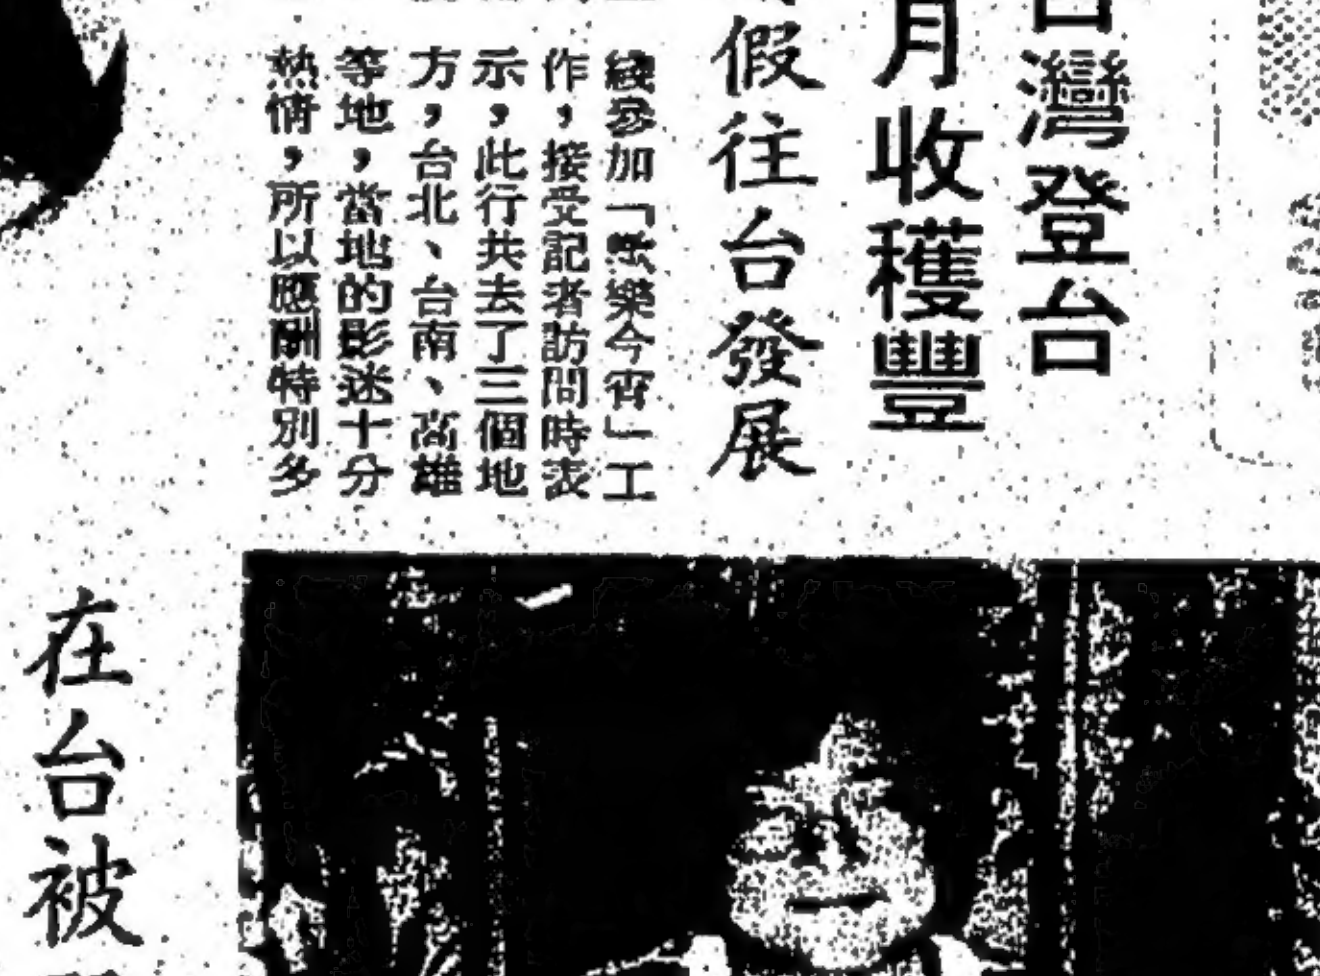 台灣登台
月收穫豐
假往台發展
續參加「歡樂今宵」工
作，接受記者訪問時表
示，此行共去了三個地
方，台北、台南、高雄
等地，當地的影迷十分
熱情，所以應酬特別多
在台被